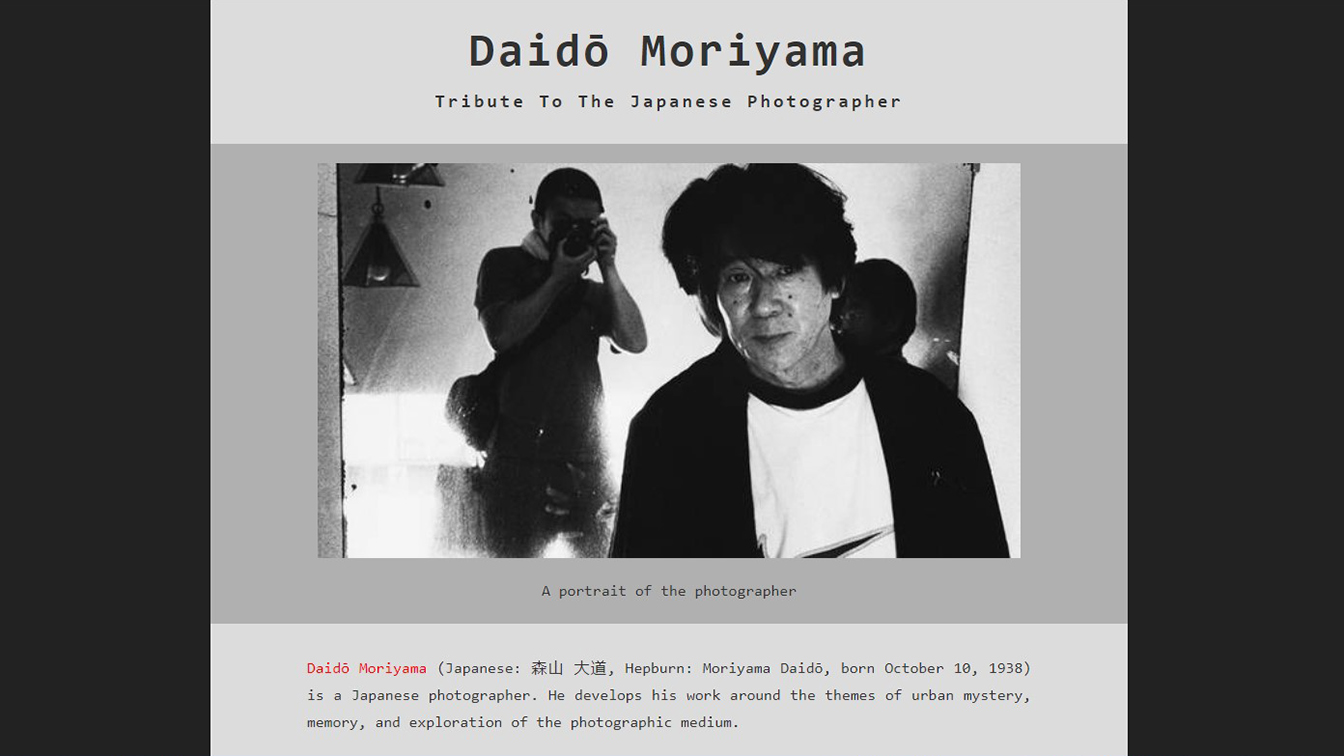 Daidō Moriyama
Tribute To The Japanese Photographer
A portrait of the photographer
Daidō Moriyama (Japanese: 森山 大道, Hepburn: Moriyama Daidō, born October 10, 1938)
is a Japanese photographer. He develops his work around the themes of urban mystery,
memory, and exploration of the photographic medium.